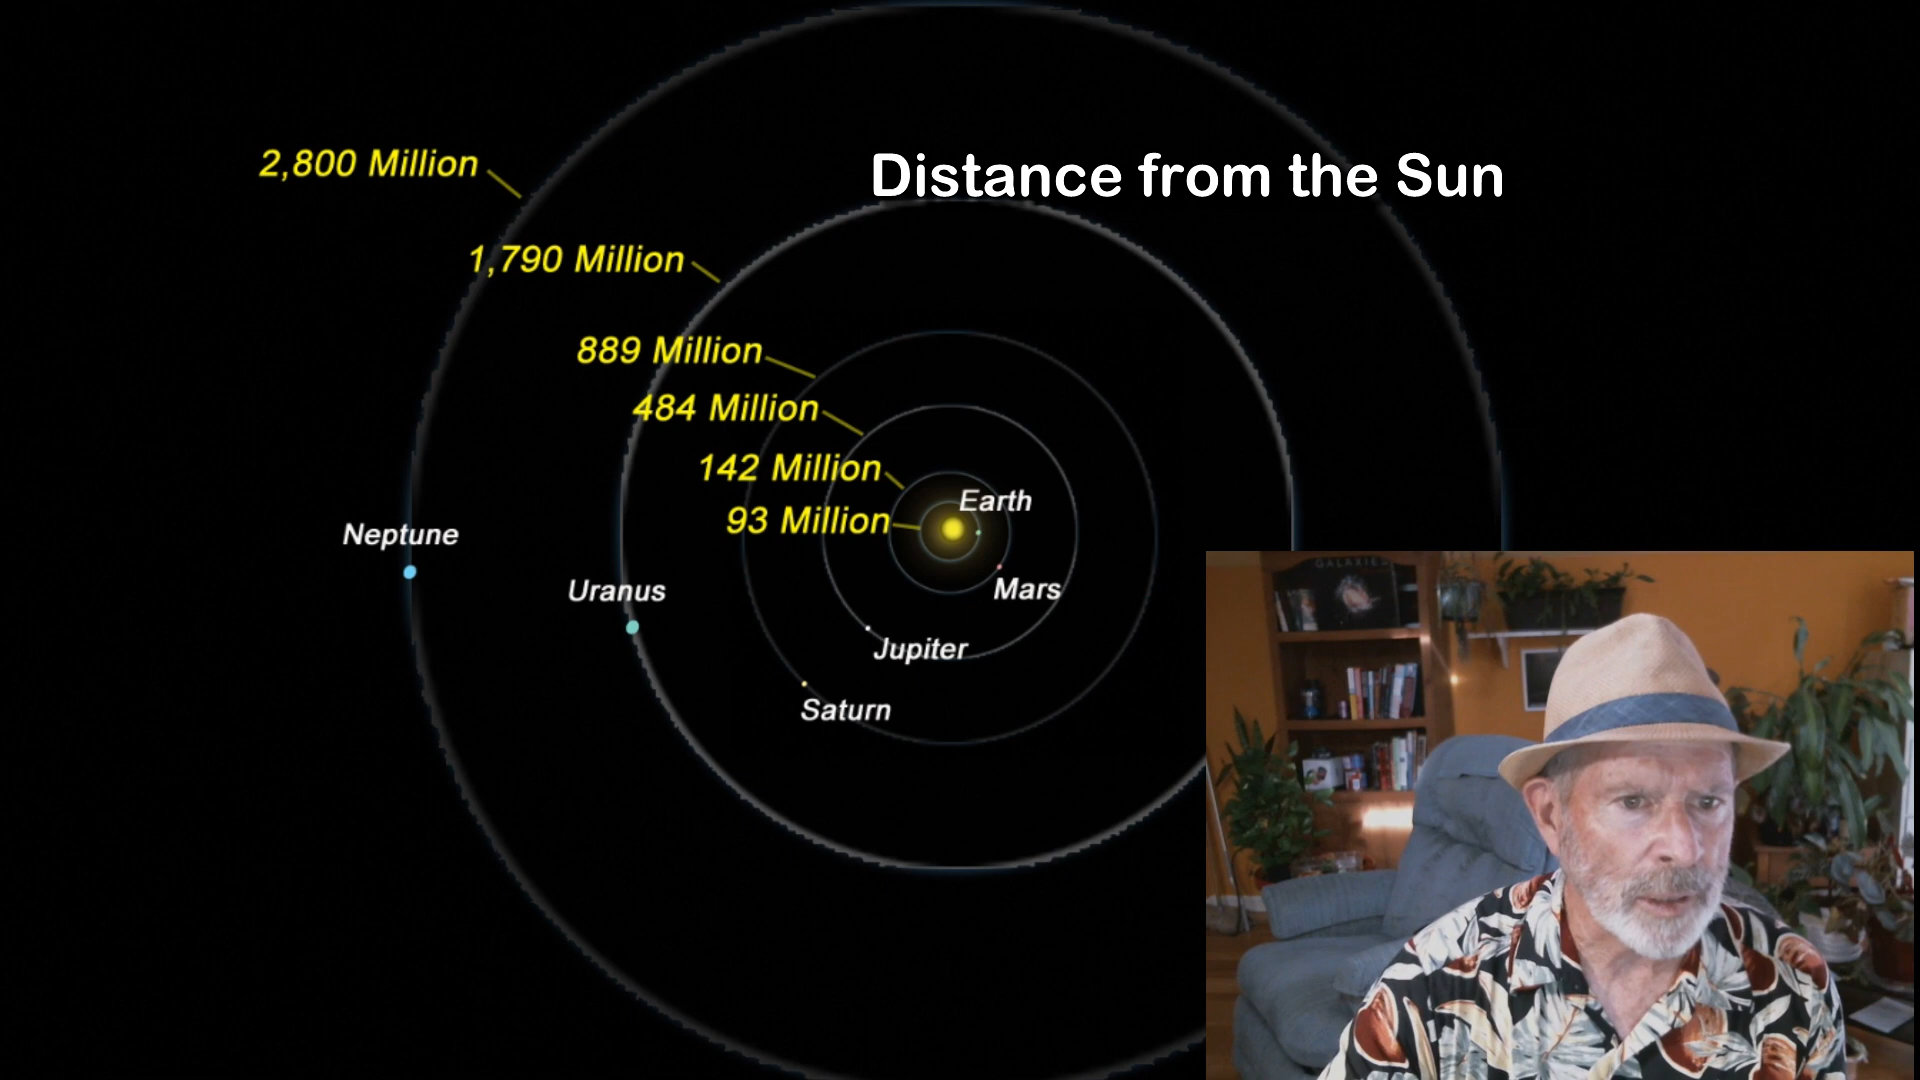 2,800 Million
Distance from the Sun
1,790 Million
889 Million
484 Million
142 Million
93 Million
Earth
Neptune
Uranus
Mars
Jupiter
Saturn
GALAXIES